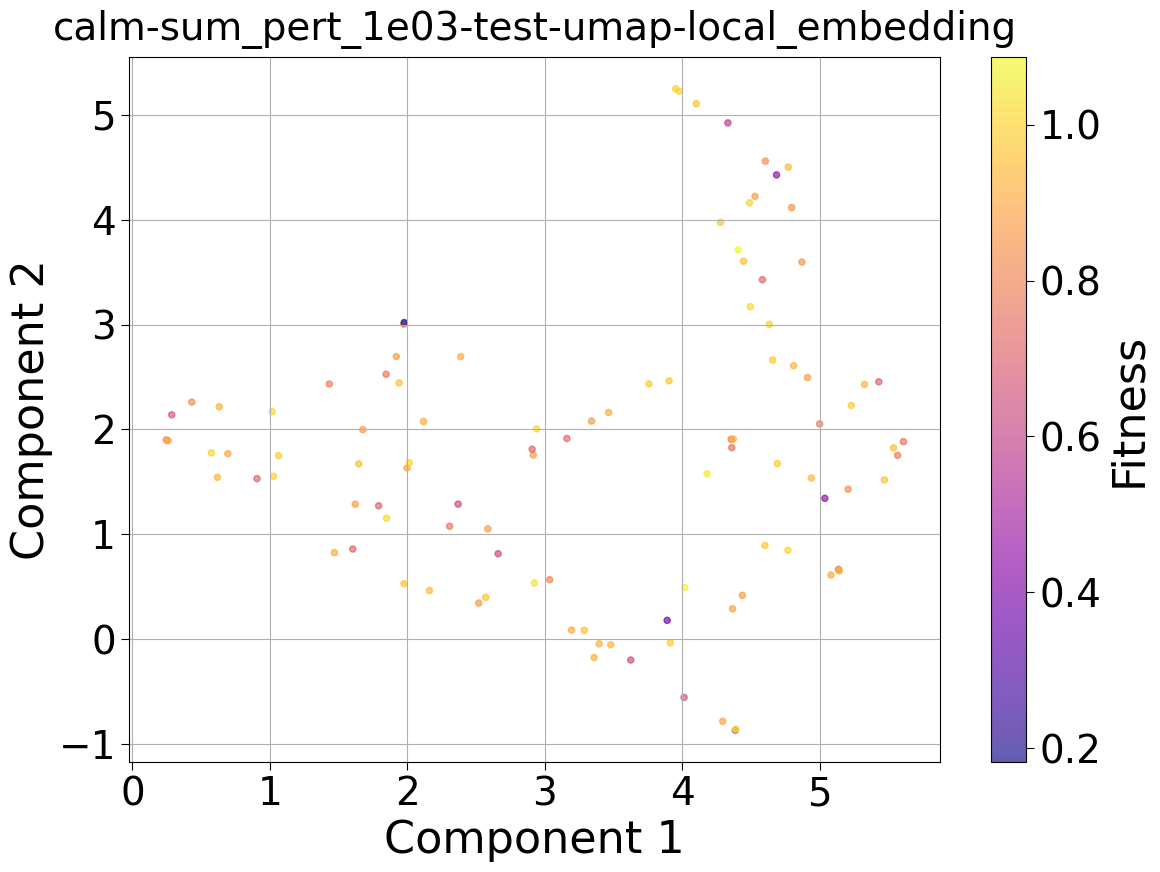 calm-sum_pert_1e03-test-umap-local_embedding
5
4
3
2
1
0
−1
Component 2
0 1 2 3 4 5
Component 1
1.0
0.8
0.6
0.4
0.2
Fitness